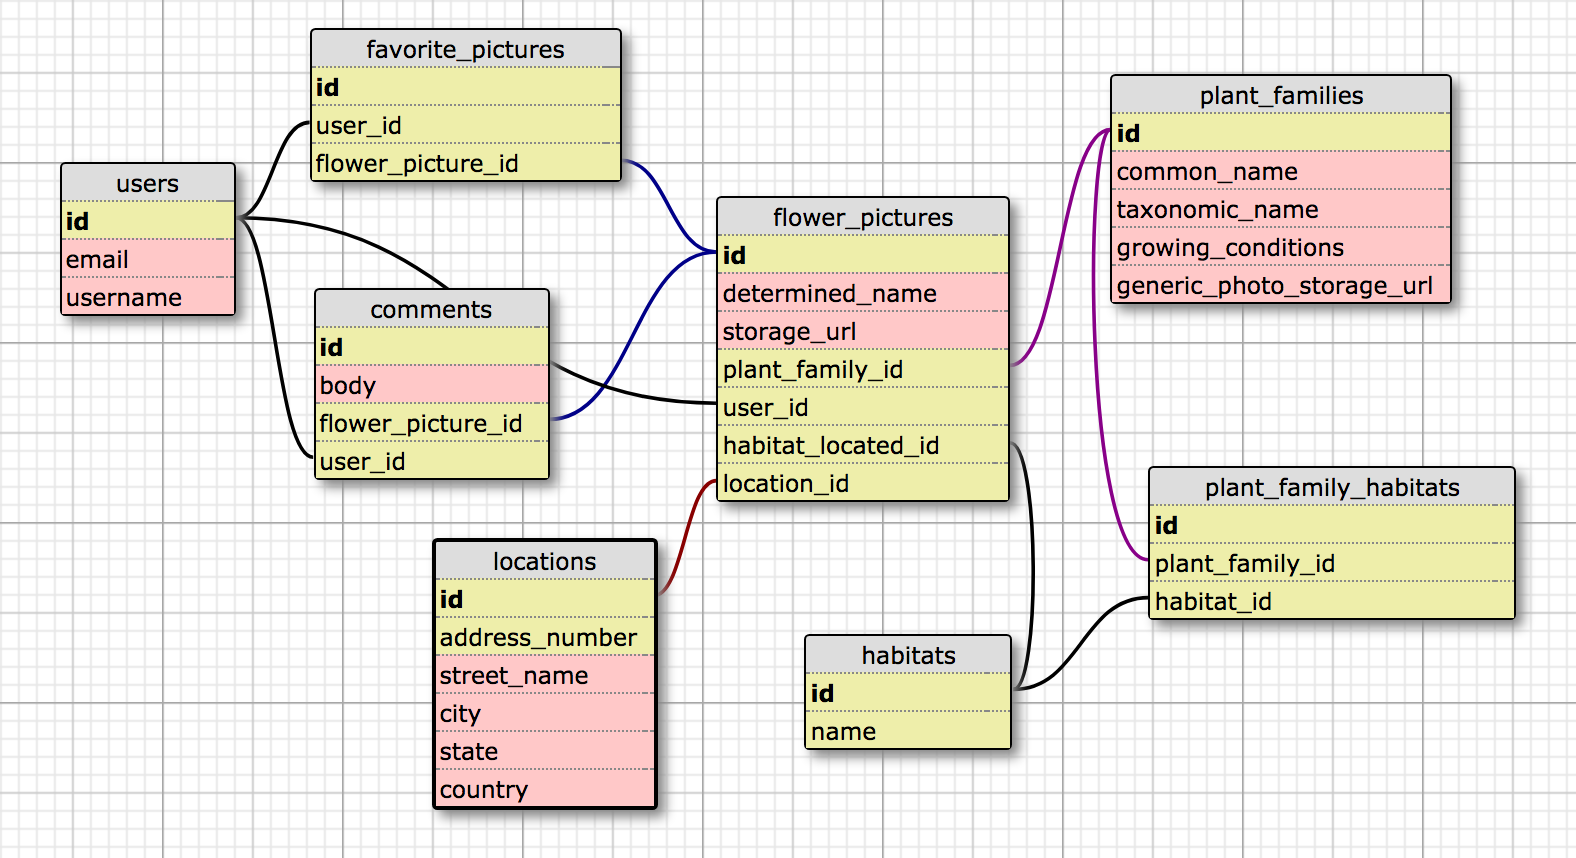 favorite_pictures
id
user_id
flower_picture_id
users
id
email
username
comments
id
body
flower_picture_id
user_id
flower_pictures
id
determined_name
storage_url
plant_family_id
user_id
habitat_located_id
location_id
plant_families
id
common_name
taxonomic_name
growing_conditions
generic_photo_storage_url
locations
id
address_number
street_name
city
state
country
habitats
id
name
plant_family_habitats
id
plant_family_id
habitat_id